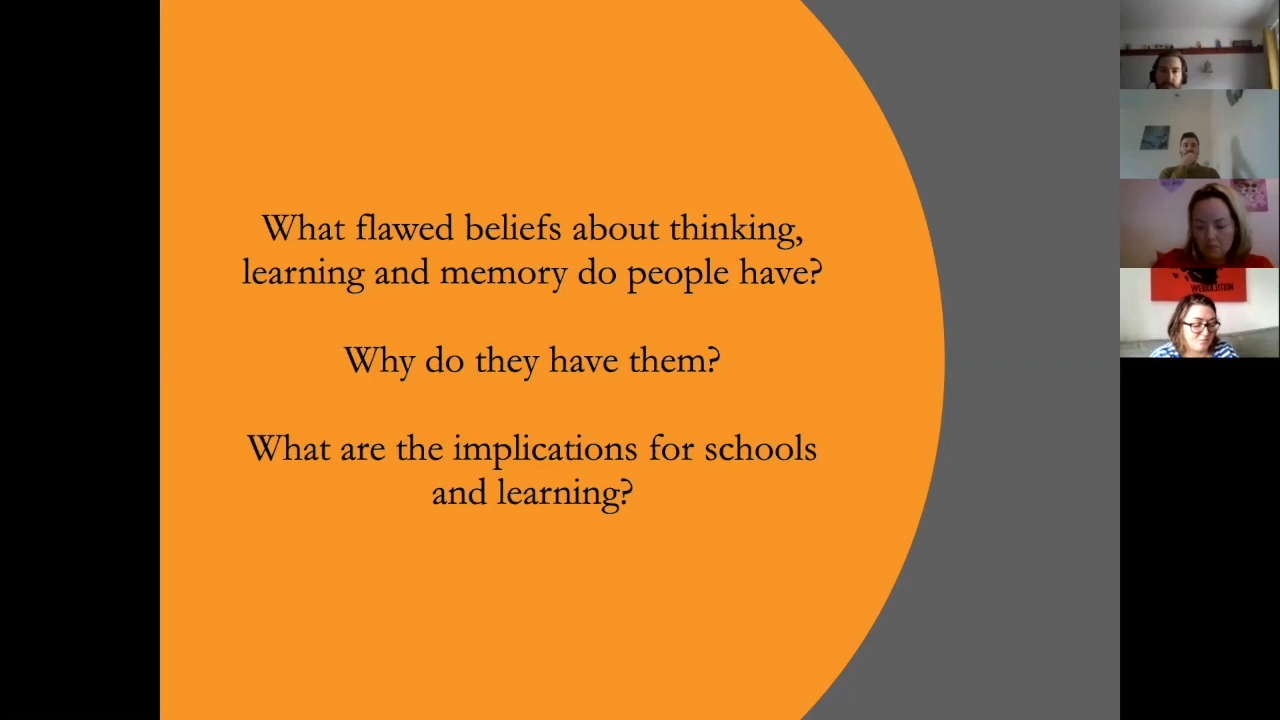 What flawed beliefs about thinking,
learning and memory do people have?
Why do they have them?
What are the implications for schools
and learning?